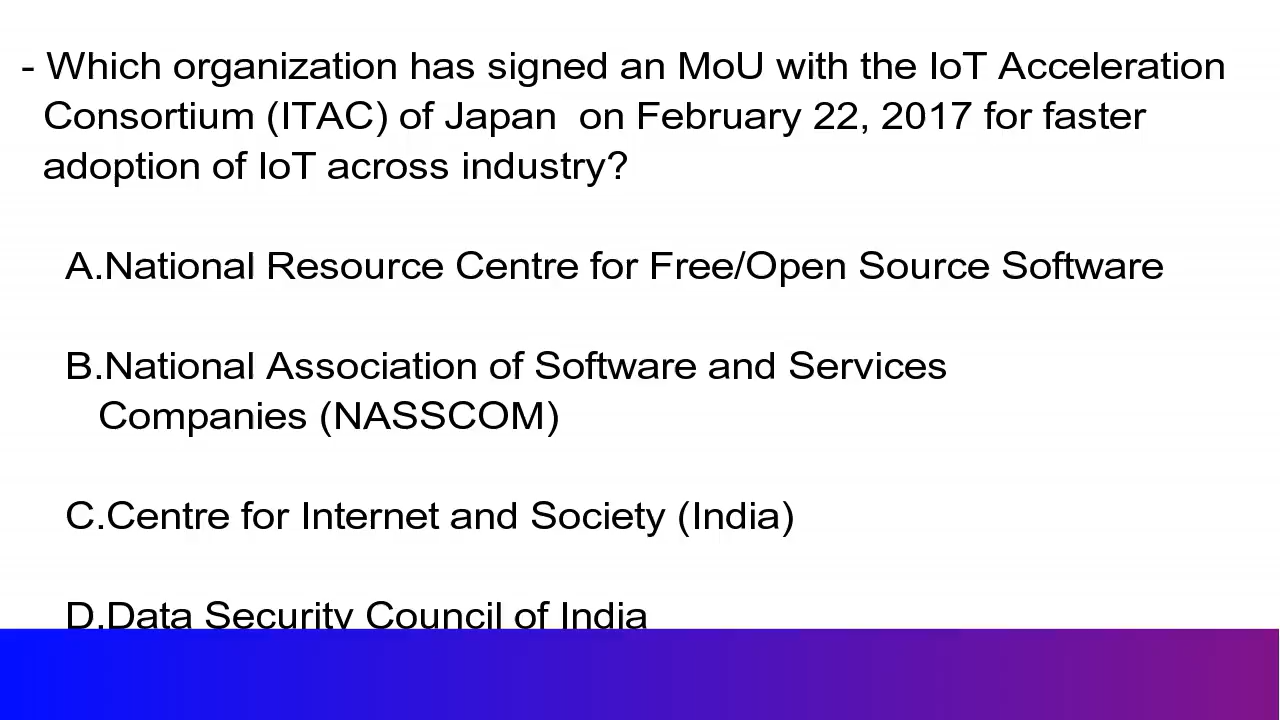 - Which organization has signed an MoU with the IoT Acceleration
Consortium (ITAC) of Japan  on February 22, 2017 for faster
adoption of IoT across industry?
A.National Resource Centre for Free/Open Source Software
B.National Association of Software and Services
Companies (NASSCOM)
C.Centre for Internet and Society (India)
D.Data Security Council of India